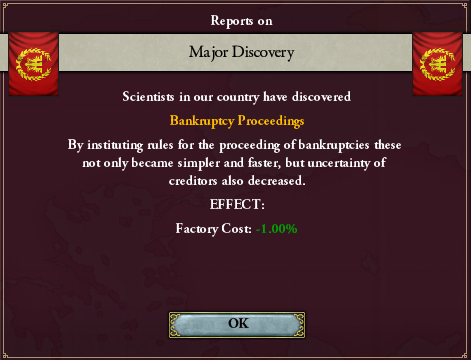 Reports on
Major Discovery
Scientists in our country have discovered
Bankruptcy Proceedings
By instituting rules for the proceeding of bankruptcies these
not only became simpler and faster, but uncertainty of
creditors also decreased.
EFFECT:
Factory Cost: -1.00%
OK